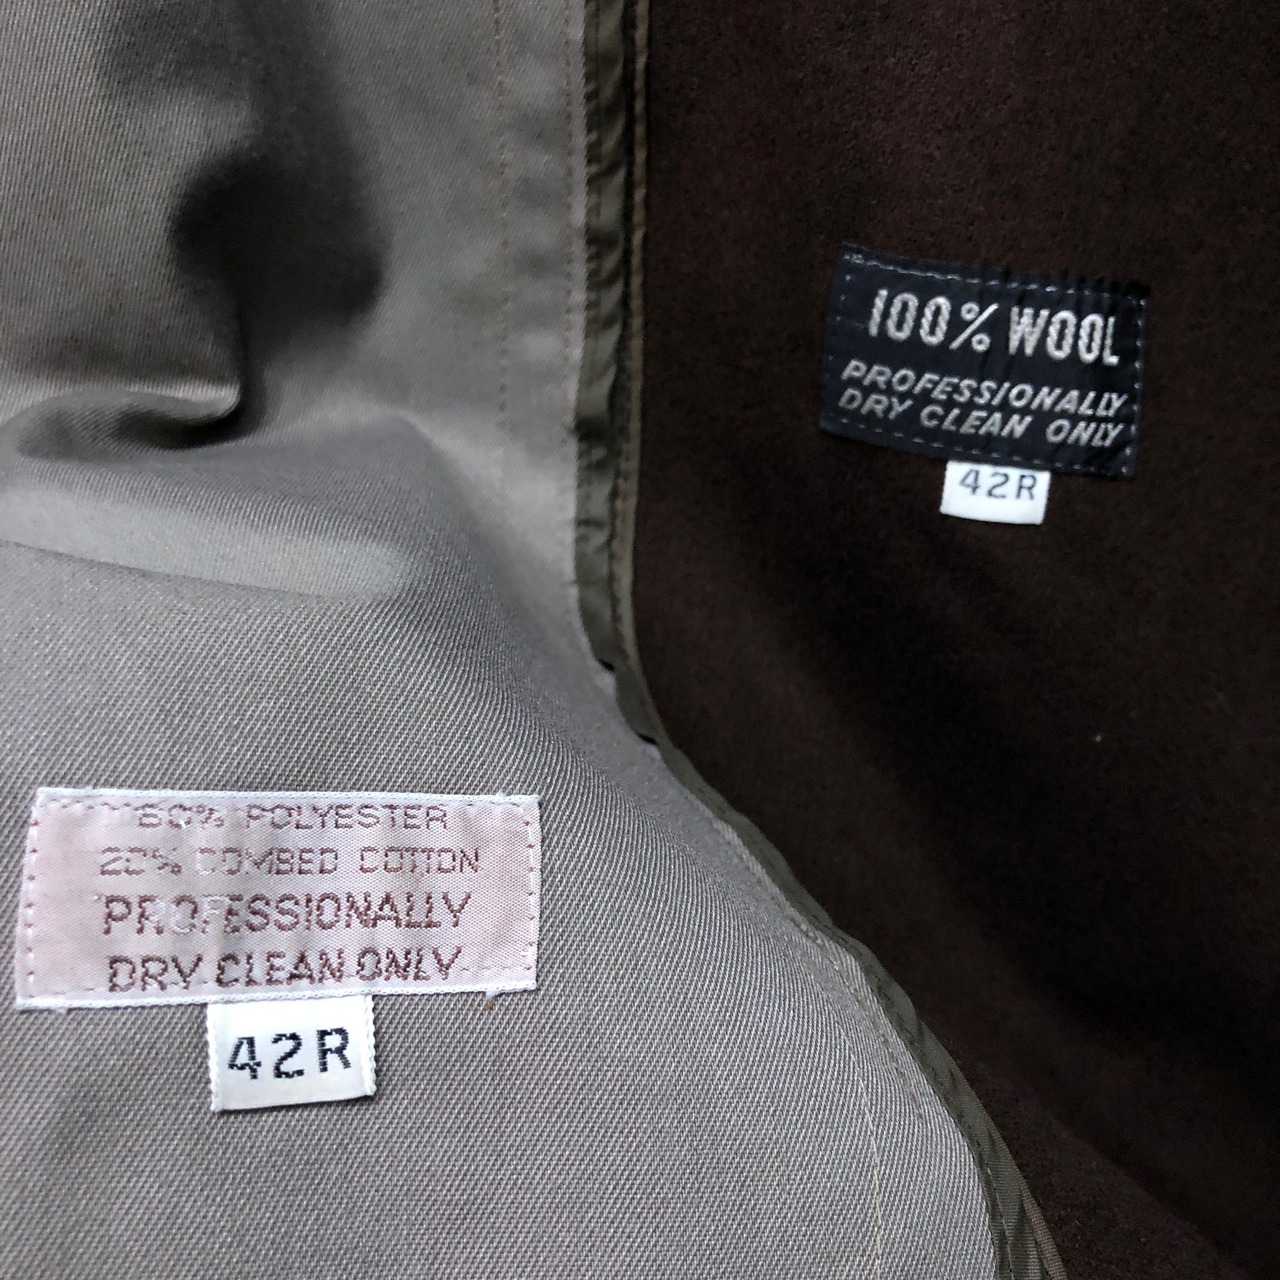 100% WOOL
PROFESSIONALLY
DRY CLEAN ONLY
42R
80% POLYESTER
20% COMBED COTTON
PROFESSIONALLY
DRY CLEAN ONLY
42R